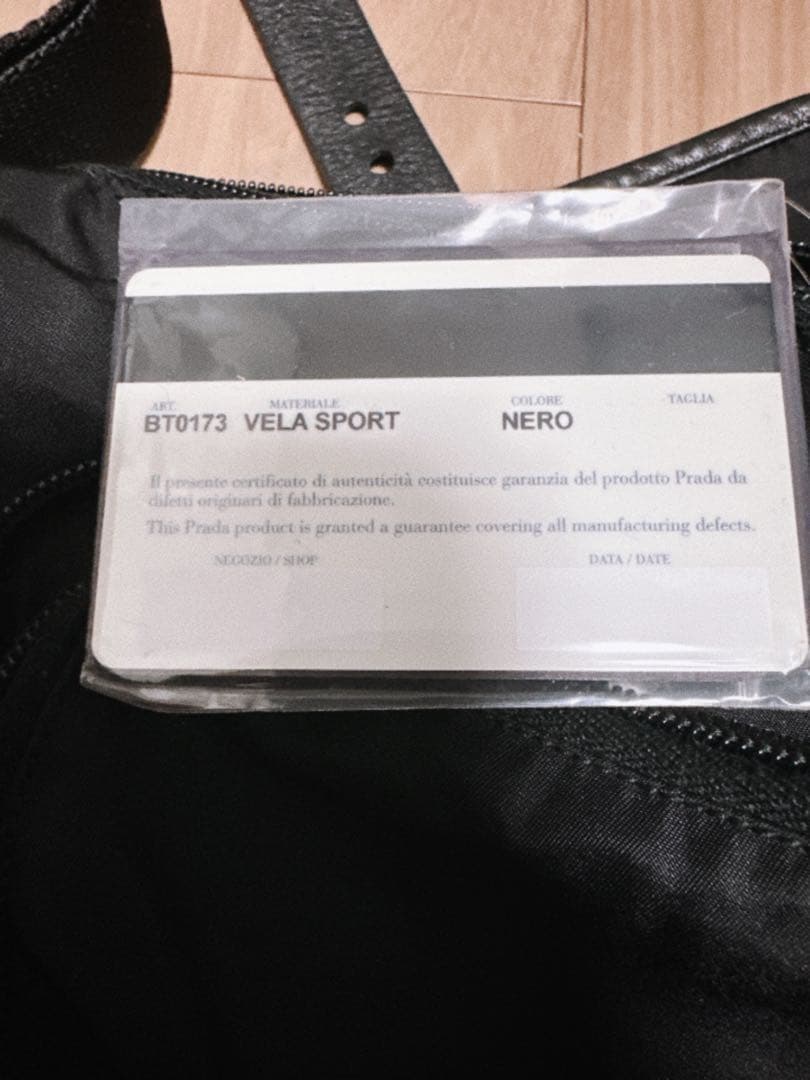 ART. MATERIALE COLORE TAGLIA
BT0173 VELA SPORT NERO
Il presente certificato di autenticità costituisce garanzia del prodotto Prada da
difetti originari di fabbricazione.
This Prada product is granted a guarantee covering all manufacturing defects.
NEGOZIO / SHOP DATA / DATE